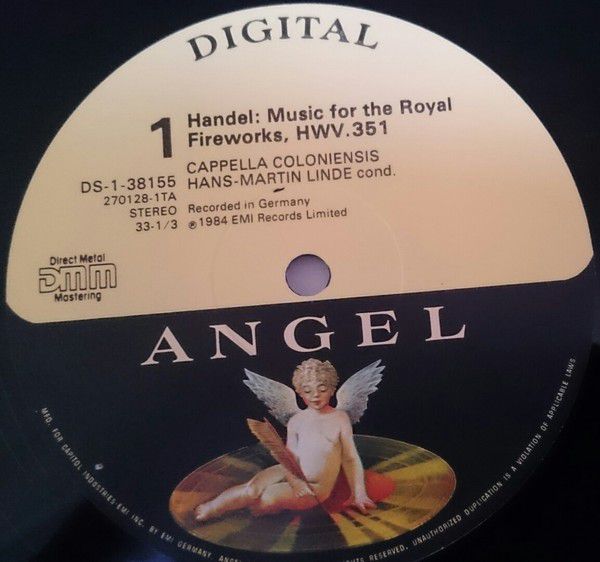 DIGITAL
1
Handel: Music for the Royal
Fireworks, HWV.351
CAPPELLA COLONIENSIS
HANS-MARTIN LINDE cond.
DS-1-38155
270128-1TA
STEREO
33-1/3
Recorded in Germany
℗1984 EMI Records Limited
Direct Metal
DMM
Mastering
ANGEL
MFG. FOR CAPITOL INDUSTRIES-EMI, INC. BY EMI GERMANY. ANGEL
RESERVED. UNAUTHORIZED DUPLICATION IS A VIOLATION OF APPLICABLE LAWS